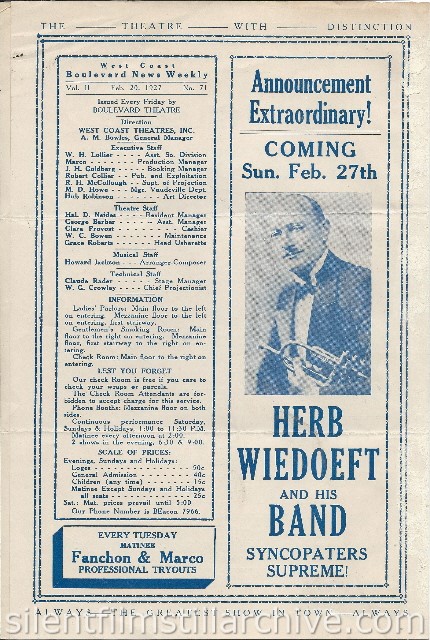 THE THEATRE WITH DISTINCTION
West Coast
Boulevard News Weekly
Vol. II Feb. 20, 1927 No. 71
Issued Every Friday by
BOULEVARD THEATRE
Direction
WEST COAST THEATRES, INC.
A. M. Bowles, General Manager
Executive Staff
W. H. Lollier - - - - Asst. So. Division
Marco - - - - - - Production Manager
J. H. Goldberg - - - - Booking Manager
Robert Collier - - Pub. and Exploitation
R. H. McCullough - - Supt. of Projection
M. D. Howe - - - Mgr. Vaudeville Dept.
Hub Robinson - - - - - Art Director
Theatre Staff
Hal. D. Neides - - - Resident Manager
George Barber - - - - Asst. Manager
Clara Provost - - - - - - Cashier
W. C. Bowen - - - - - Maintenance
Grace Roberts - - - - Head Usherette
Musical Staff
Howard Jackson - - Arranger-Composer
Technical Staff
Claude Rader - - - - Stage Manager
W. G. Crowley - - - Chief Projectionist
INFORMATION
Ladies' Parlors: Main floor to the left
on entering. Mezzanine floor to the left
on entering, first stairway.
Gentlemen's Smoking Room: Main
floor to the right on entering. Mezzanine
floor, first stairway to the right on en-
tering.
Check Room: Main floor to the right on
entering.
LEST YOU FORGET
Our check room is free if you care to
check your wraps or parcels.
The Check Room Attendants are for-
bidden to accept charge for this service.
Phone Booths: Mezzanine floor on both
sides.
Continuous performance Saturday,
Sundays & Holidays, 1:00 to 11:30 P.M.
Matinee every afternoon at 2:00.
2 shows in the evening, 6:30 & 9:00.
SCALE OF PRICES:
Evenings, Sundays and Holidays:
Loges - - - - - - - - - 50c
General Admission - - - - - 40c
Children (any time) - - - - 15c
Matinee Except Sundays and Holidays
all seats - - - - - - - - 25c
Sat.: Mat. prices prevail until 5:00
Our Phone Number is BEacon 7966.
EVERY TUESDAY
MATINEE
Fanchon & Marco
PROFESSIONAL TRYOUTS
Announcement
Extraordinary!
COMING
Sun. Feb. 27th
HERB
WIEDOEFT
AND HIS
BAND
SYNCOPATERS
SUPREME!
ALWAYS — THE GREATEST SHOW IN TOWN — ALWAYS
silentfilmstillarchive.com